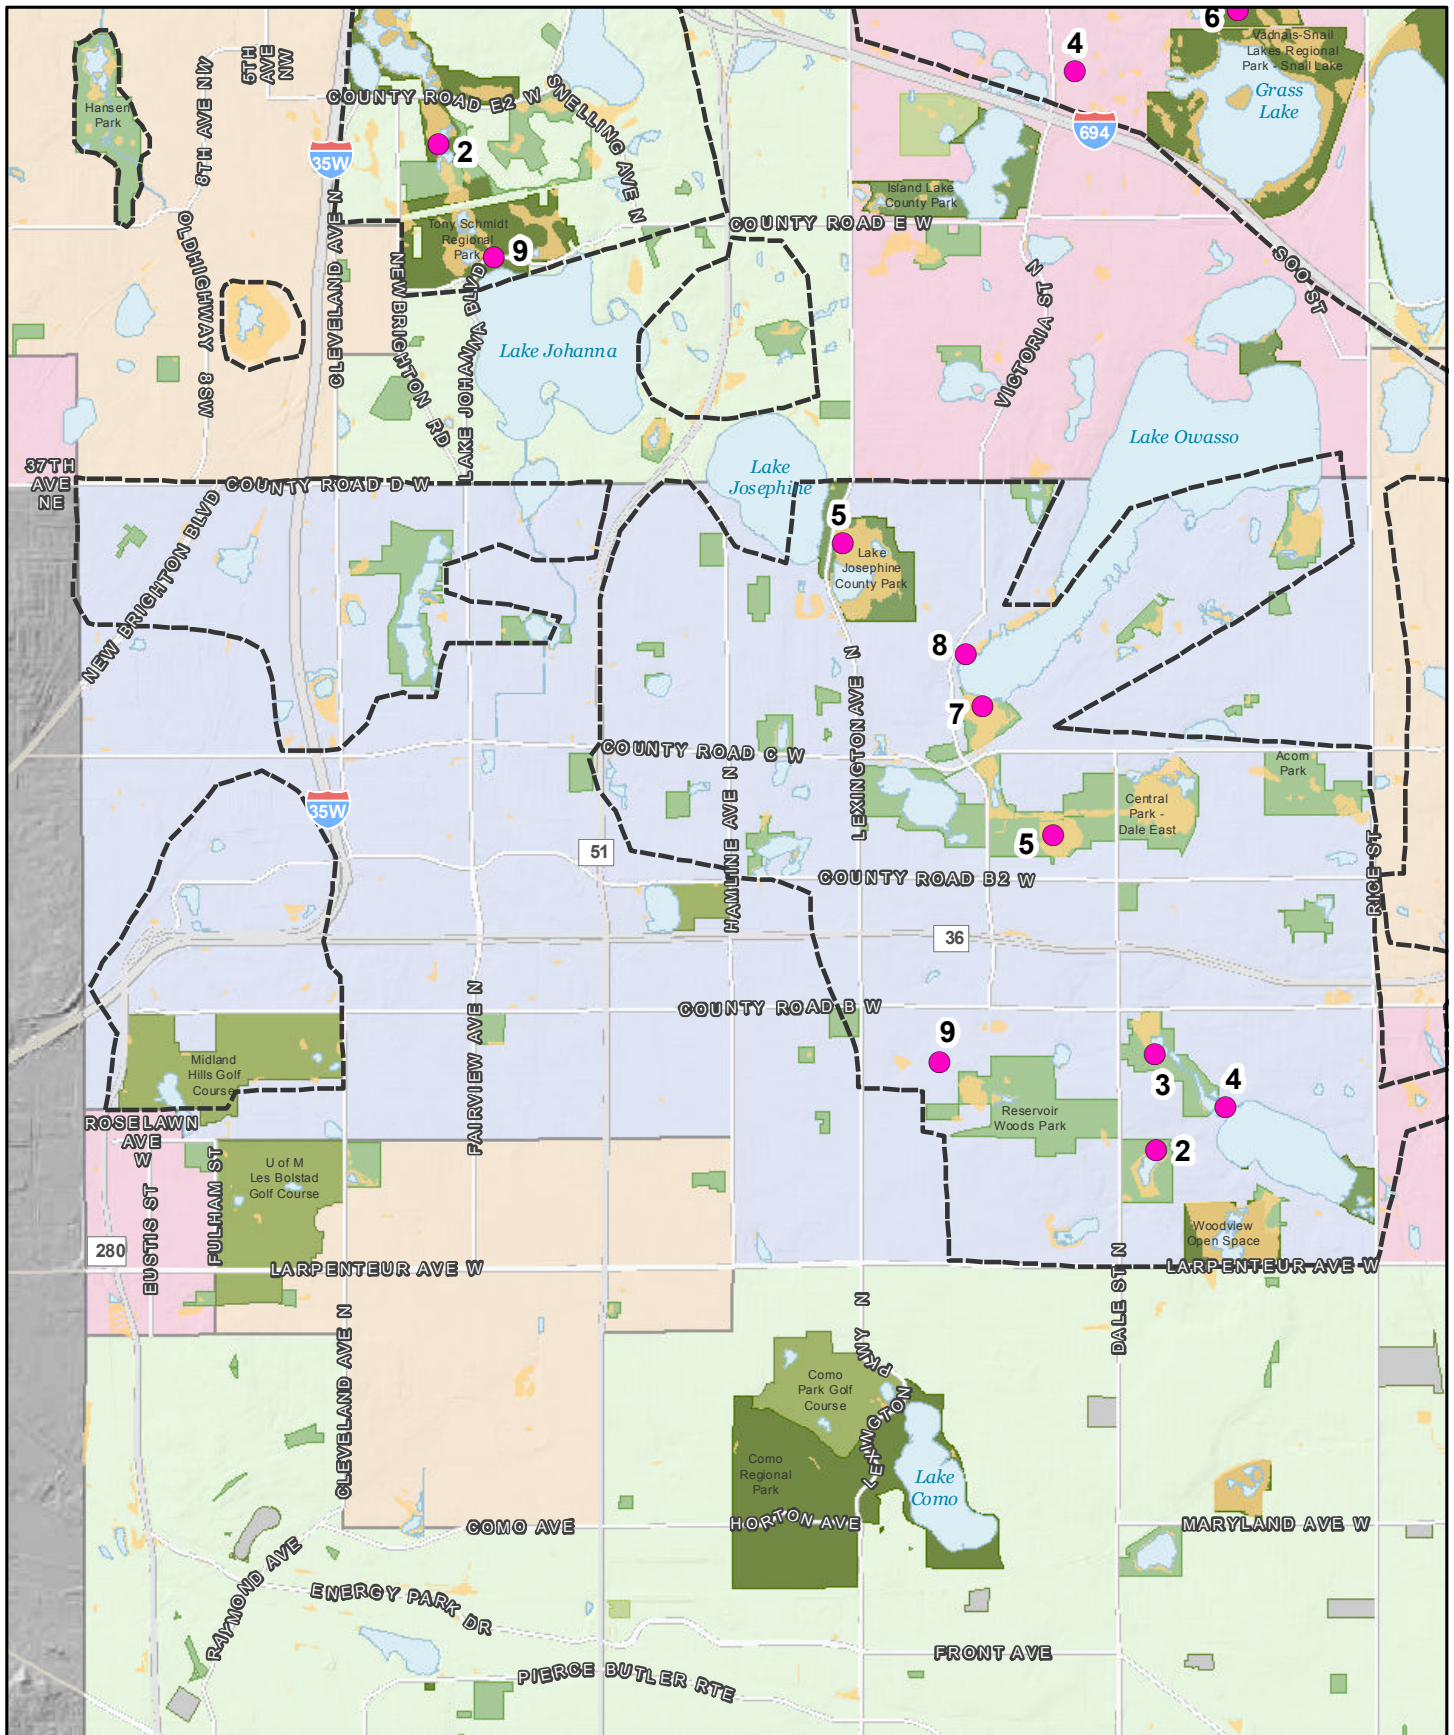 6
Vadnais-Snail
Lakes Regional
Park - Snail Lake
4
5TH
AVE
NW
8TH AVE NW
Hansen
Park
COUNTY ROAD E2 W
SNELLING AVE N
Grass
Lake
694
35W
2
Island Lake
County Park
Tony Schmidt
Regional
Park
9
COUNTY ROAD E W
OLD HIGHWAY 8 SW
CLEVELAND AVE N
NEW BRIGHTON RD
LAKE JOHANNA BLVD
VICTORIA ST N
SOO ST
Lake Johanna
Lake Owasso
37TH
AVE
NE
COUNTY ROAD D W
Lake
Josephine
NEW BRIGHTON BLVD
5
Lake
Josephine
County Park
8
7
COUNTY ROAD C W
LEXINGTON AVE N
HAMLINE AVE N
Acorn
Park
35W
Central
Park -
Dale East
5
51
COUNTY ROAD B2 W
RICE ST
36
COUNTY ROAD B W
FAIRVIEW AVE N
9
Midland
Hills Golf
Course
3
4
Reservoir
Woods Park
ROSELAWN
AVE
W
2
U of M
Les Bolstad
Golf Course
EUSTIS ST
FULHAM ST
Woodview
Open Space
280
LARPENTEUR AVE W
LARPENTEUR AVE W
DALE ST N
CLEVELAND AVE N
LEXINGTON PKWY N
Como
Park Golf
Course
Como
Regional
Park
Lake
Como
COMO AVE
HORTON AVE
MARYLAND AVE W
RAYMOND AVE
ENERGY PARK DR
FRONT AVE
PIERCE BUTLER RTE